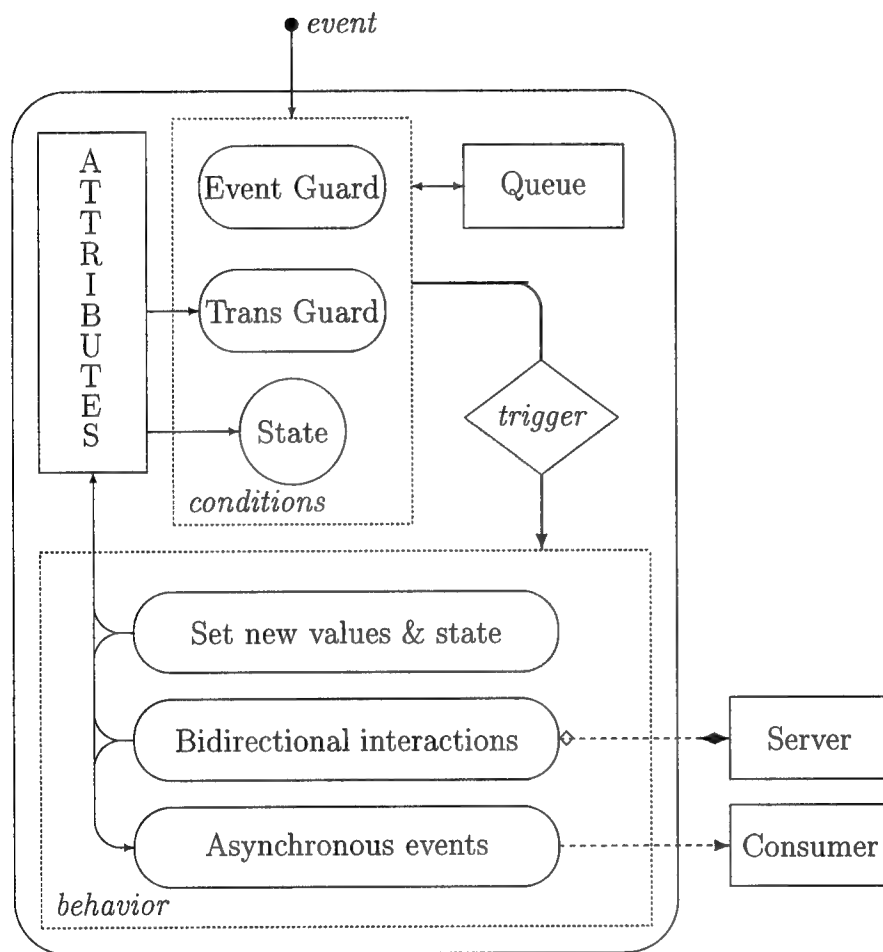 event
ATTRIBUTES
Event Guard
Queue
Trans Guard
trigger
State
conditions
Set new values & state
Bidirectional interactions
Server
Asynchronous events
Consumer
behavior